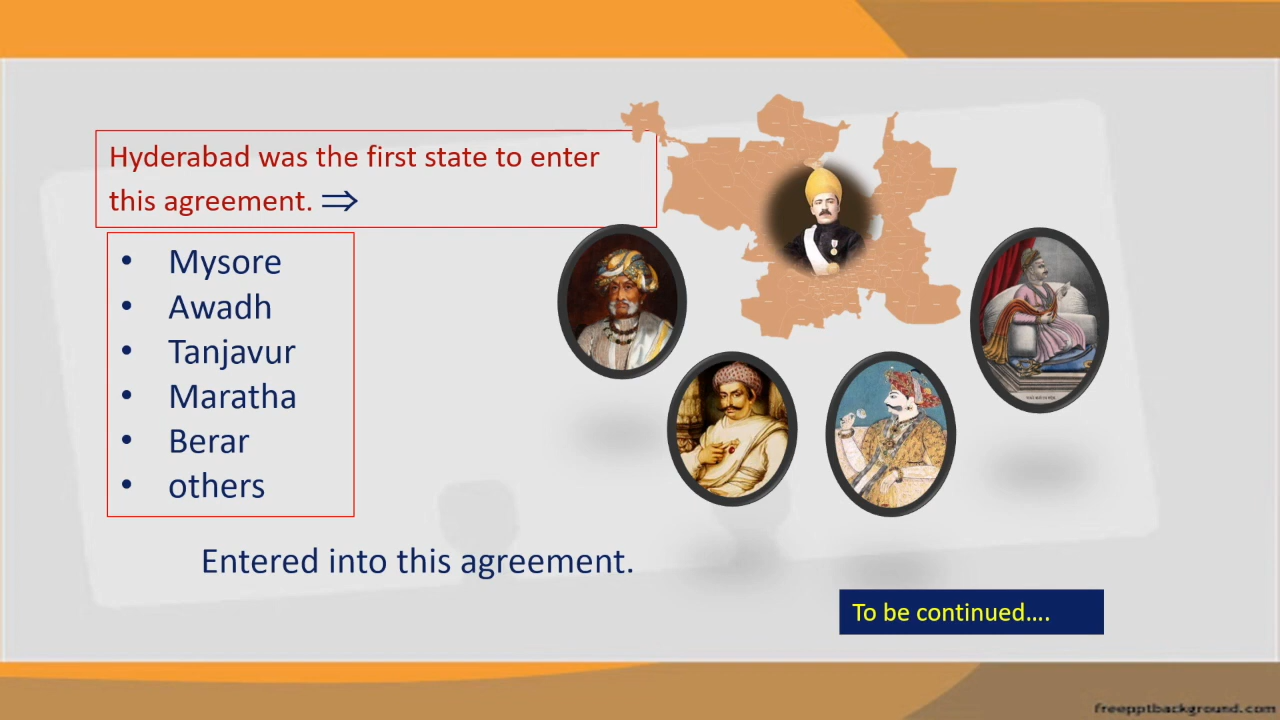 Hyderabad was the first state to enter
this agreement. ⇒
• Mysore
• Awadh
• Tanjavur
• Maratha
• Berar
• others
Entered into this agreement.
To be continued....
freepptbackground.com